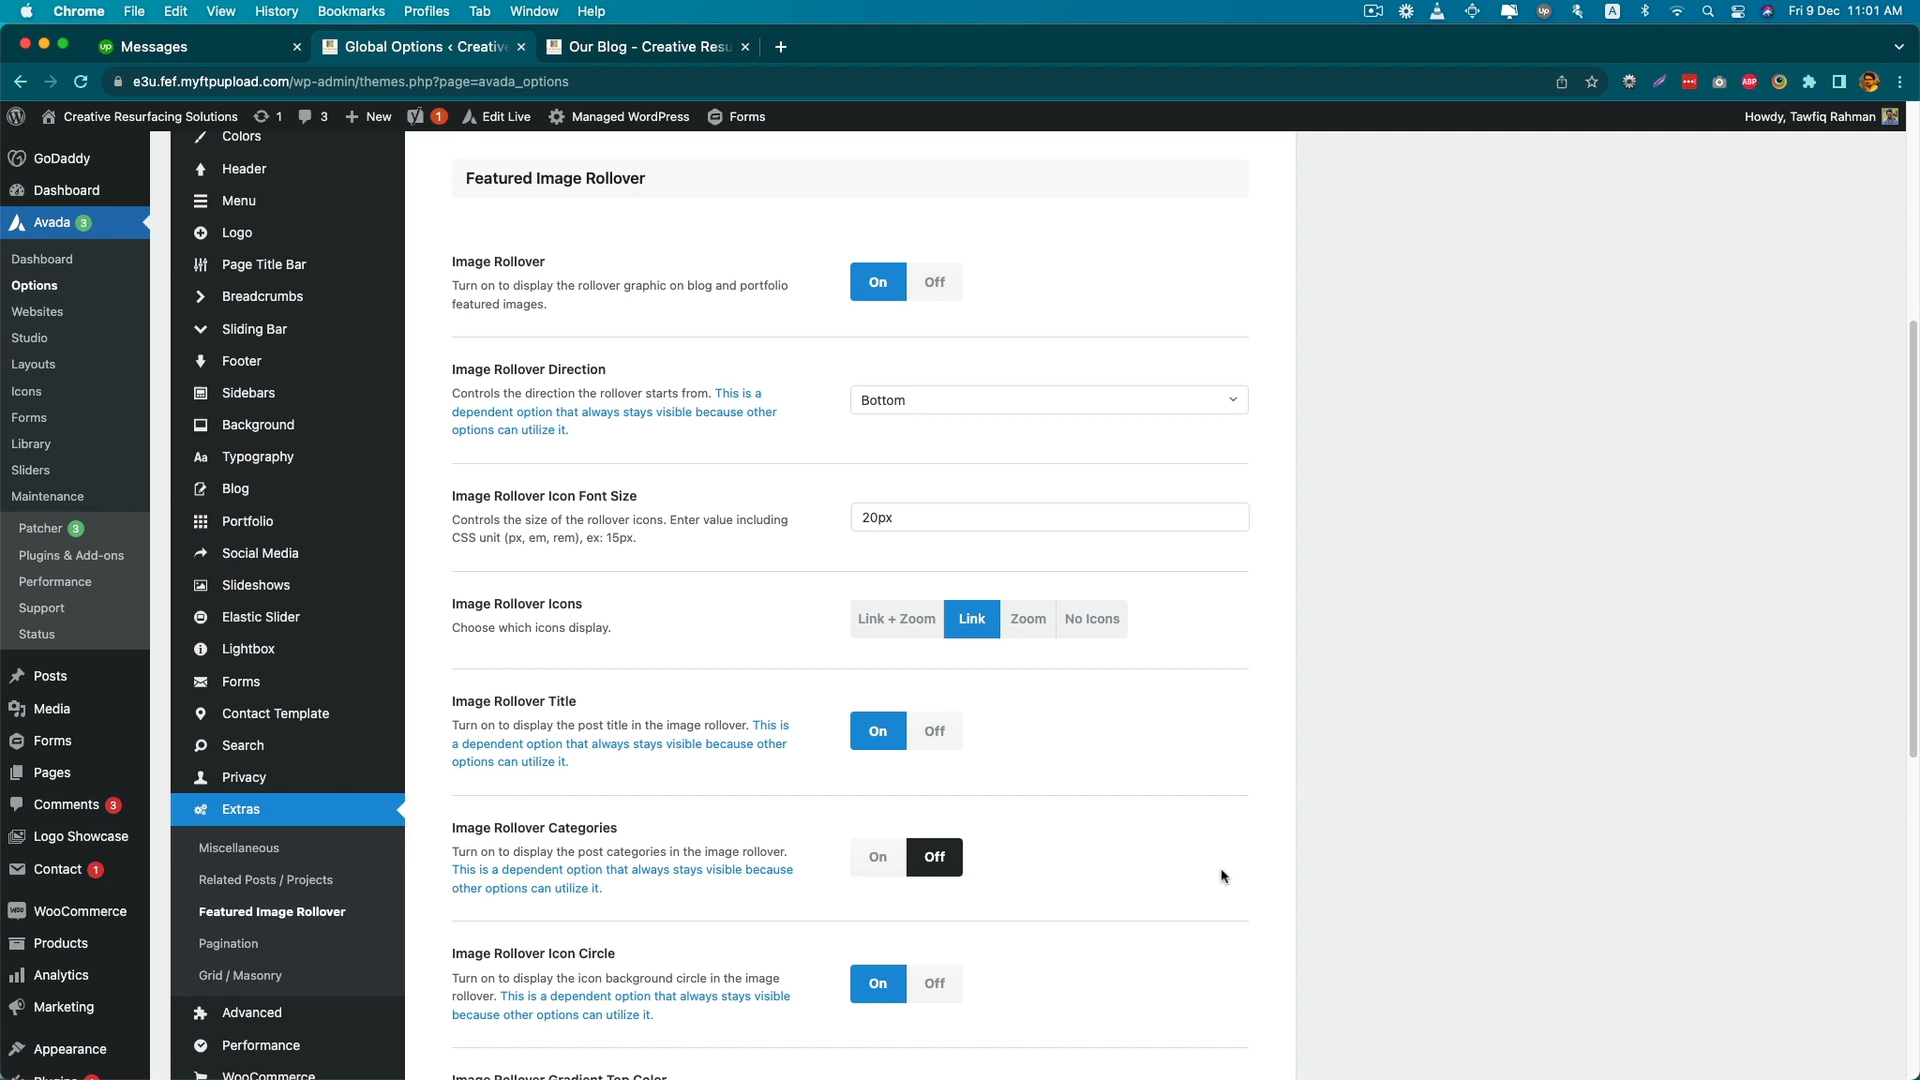 Chrome File Edit View History Bookmarks Profiles Tab Window Help
A
Fri 9 Dec 11:01 AM
up Messages
Global Options ‹ Creative
Our Blog - Creative Resu
e3u.fef.myftpupload.com/wp-admin/themes.php?page=avada_options
ABP
Creative Resurfacing Solutions 1 3 New 1 Edit Live Managed WordPress Forms
Howdy, Tawfiq Rahman
GoDaddy
Dashboard
Avada 3
Dashboard
Options
Websites
Studio
Layouts
Icons
Forms
Library
Sliders
Maintenance
Patcher 3
Plugins & Add-ons
Performance
Support
Status
Posts
Media
Forms
Pages
Comments 3
Logo Showcase
Contact 1
WooCommerce
Products
Analytics
Marketing
Appearance
Colors
Header
Menu
Logo
Page Title Bar
Breadcrumbs
Sliding Bar
Footer
Sidebars
Background
Aa Typography
Blog
Portfolio
Social Media
Slideshows
Elastic Slider
Lightbox
Forms
Contact Template
Search
Privacy
Extras
Miscellaneous
Related Posts / Projects
Featured Image Rollover
Pagination
Grid / Masonry
Advanced
Performance
WooCommerce
Featured Image Rollover
Image Rollover
Turn on to display the rollover graphic on blog and portfolio
featured images.
On Off
Image Rollover Direction
Controls the direction the rollover starts from. This is a
dependent option that always stays visible because other
options can utilize it.
Bottom
Image Rollover Icon Font Size
Controls the size of the rollover icons. Enter value including
CSS unit (px, em, rem), ex: 15px.
20px
Image Rollover Icons
Choose which icons display.
Link + Zoom Link Zoom No Icons
Image Rollover Title
Turn on to display the post title in the image rollover. This is
a dependent option that always stays visible because other
options can utilize it.
On Off
Image Rollover Categories
Turn on to display the post categories in the image rollover.
This is a dependent option that always stays visible because
other options can utilize it.
On Off
Image Rollover Icon Circle
Turn on to display the icon background circle in the image
rollover. This is a dependent option that always stays visible
because other options can utilize it.
On Off
Image Rollover Gradient Top Color